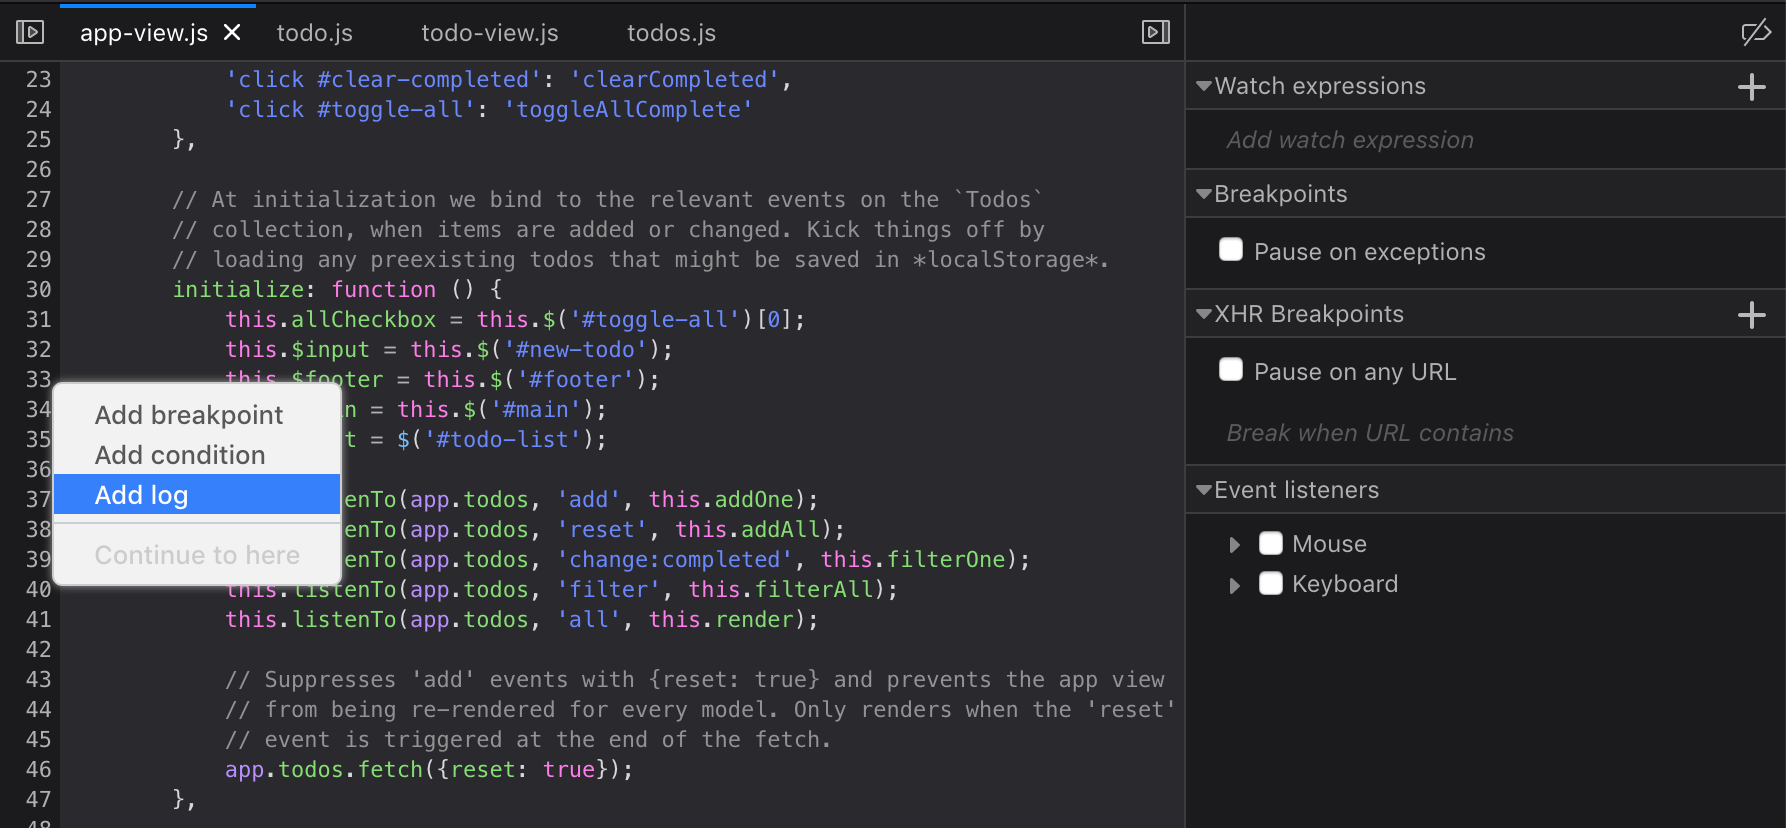 app-view.js
todo.js
todo-view.js
todos.js
23 'click #clear-completed': 'clearCompleted',
24 'click #toggle-all': 'toggleAllComplete'
25 },
26
27 // At initialization we bind to the relevant events on the `Todos`
28 // collection, when items are added or changed. Kick things off by
29 // loading any preexisting todos that might be saved in *localStorage*.
30 initialize: function () {
31 this.allCheckbox = this.$('#toggle-all')[0];
32 this.$input = this.$('#new-todo');
33 this.$footer = this.$('#footer');
34 in = this.$('#main');
35 t = $('#todo-list');
36
37 enTo(app.todos, 'add', this.addOne);
38 enTo(app.todos, 'reset', this.addAll);
39 enTo(app.todos, 'change:completed', this.filterOne);
40 this.listenTo(app.todos, 'filter', this.filterAll);
41 this.listenTo(app.todos, 'all', this.render);
42
43 // Suppresses 'add' events with {reset: true} and prevents the app view
44 // from being re-rendered for every model. Only renders when the 'reset'
45 // event is triggered at the end of the fetch.
46 app.todos.fetch({reset: true});
47 },
48
Add breakpoint
Add condition
Add log
Continue to here
Watch expressions
Add watch expression
Breakpoints
Pause on exceptions
XHR Breakpoints
Pause on any URL
Break when URL contains
Event listeners
Mouse
Keyboard